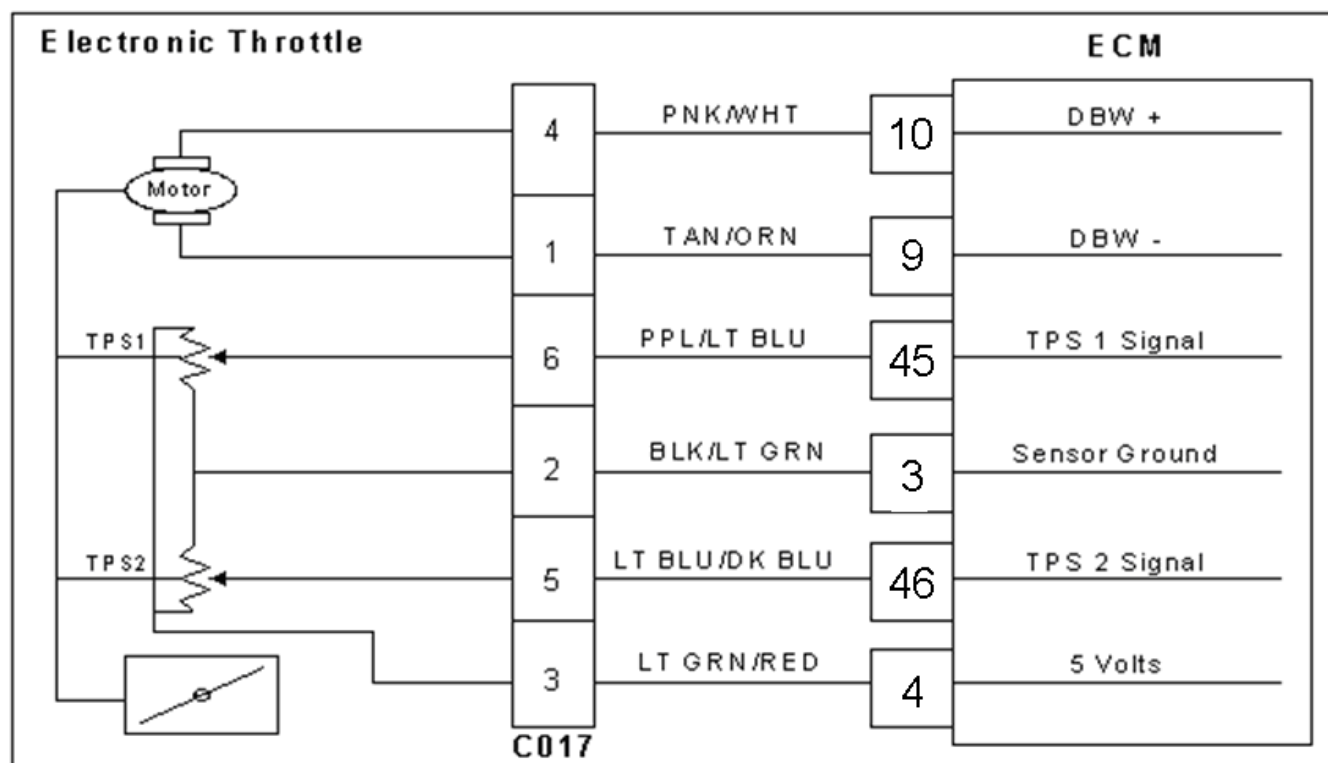 Electronic Throttle
ECM
4 PNK/WHT 10 DBW +
Motor
1 TAN/ORN 9 DBW -
TPS1 6 PPL/LT BLU 45 TPS 1 Signal
2 BLK/LT GRN 3 Sensor Ground
TPS2 5 LT BLU/DK BLU 46 TPS 2 Signal
3 LT GRN/RED 4 5 Volts
C017